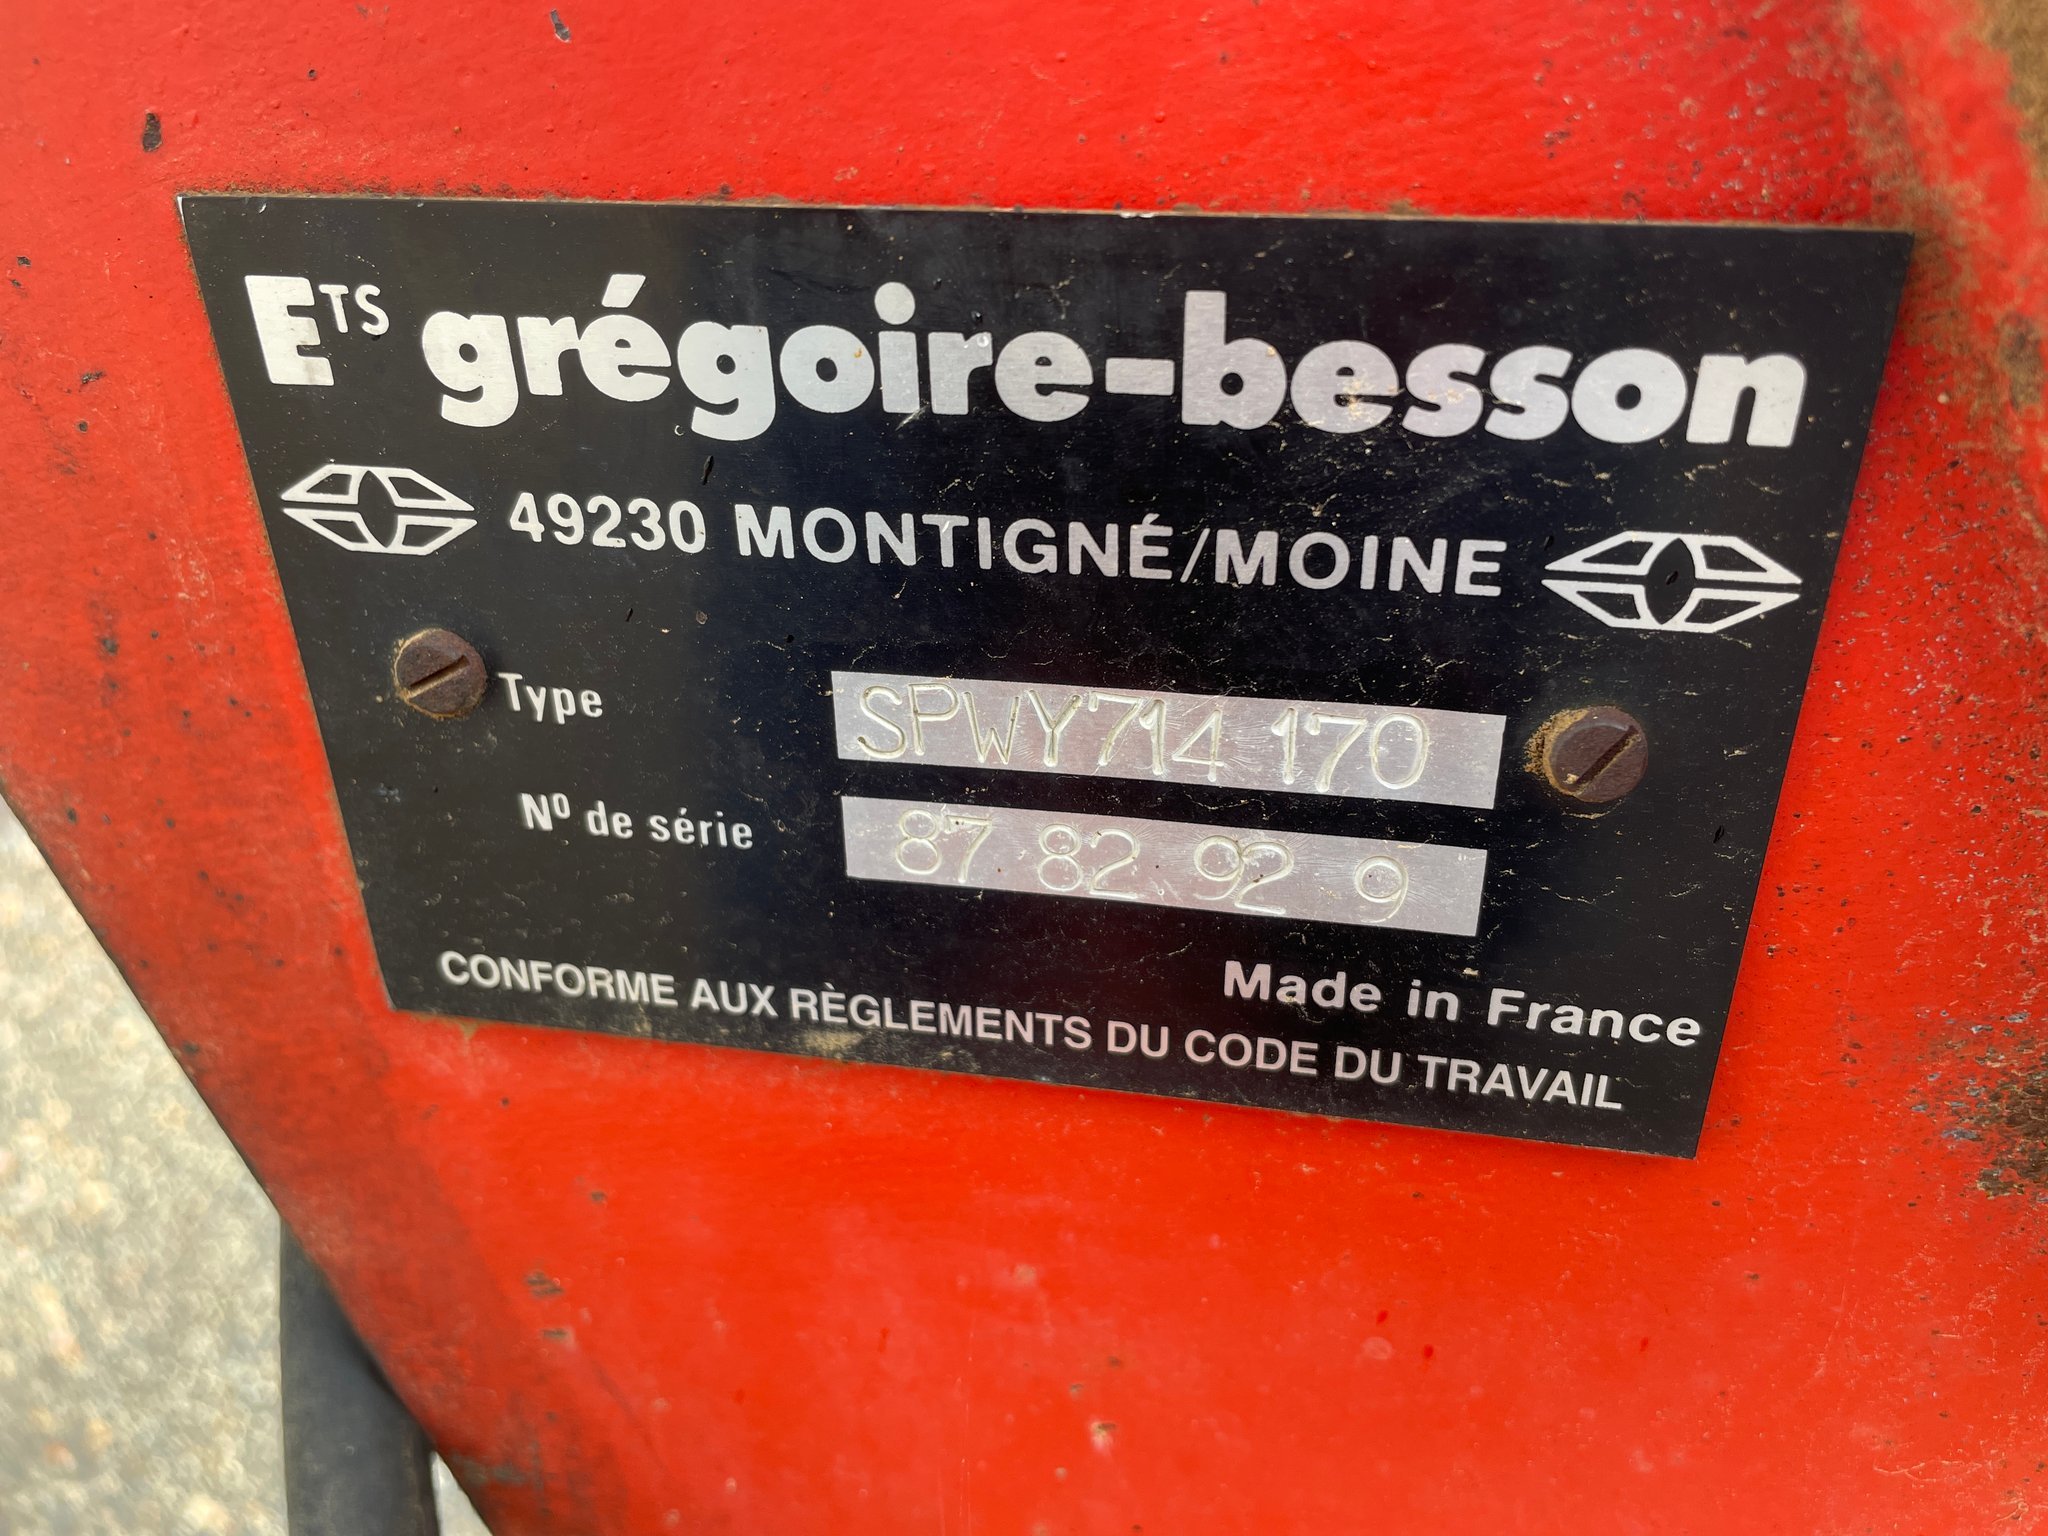 ETS grégoire-besson
49230 MONTIGNÉ/MOINE
Type SPWY714 170
Nº de série 87 82 92 9
Made in France
CONFORME AUX RÈGLEMENTS DU CODE DU TRAVAIL